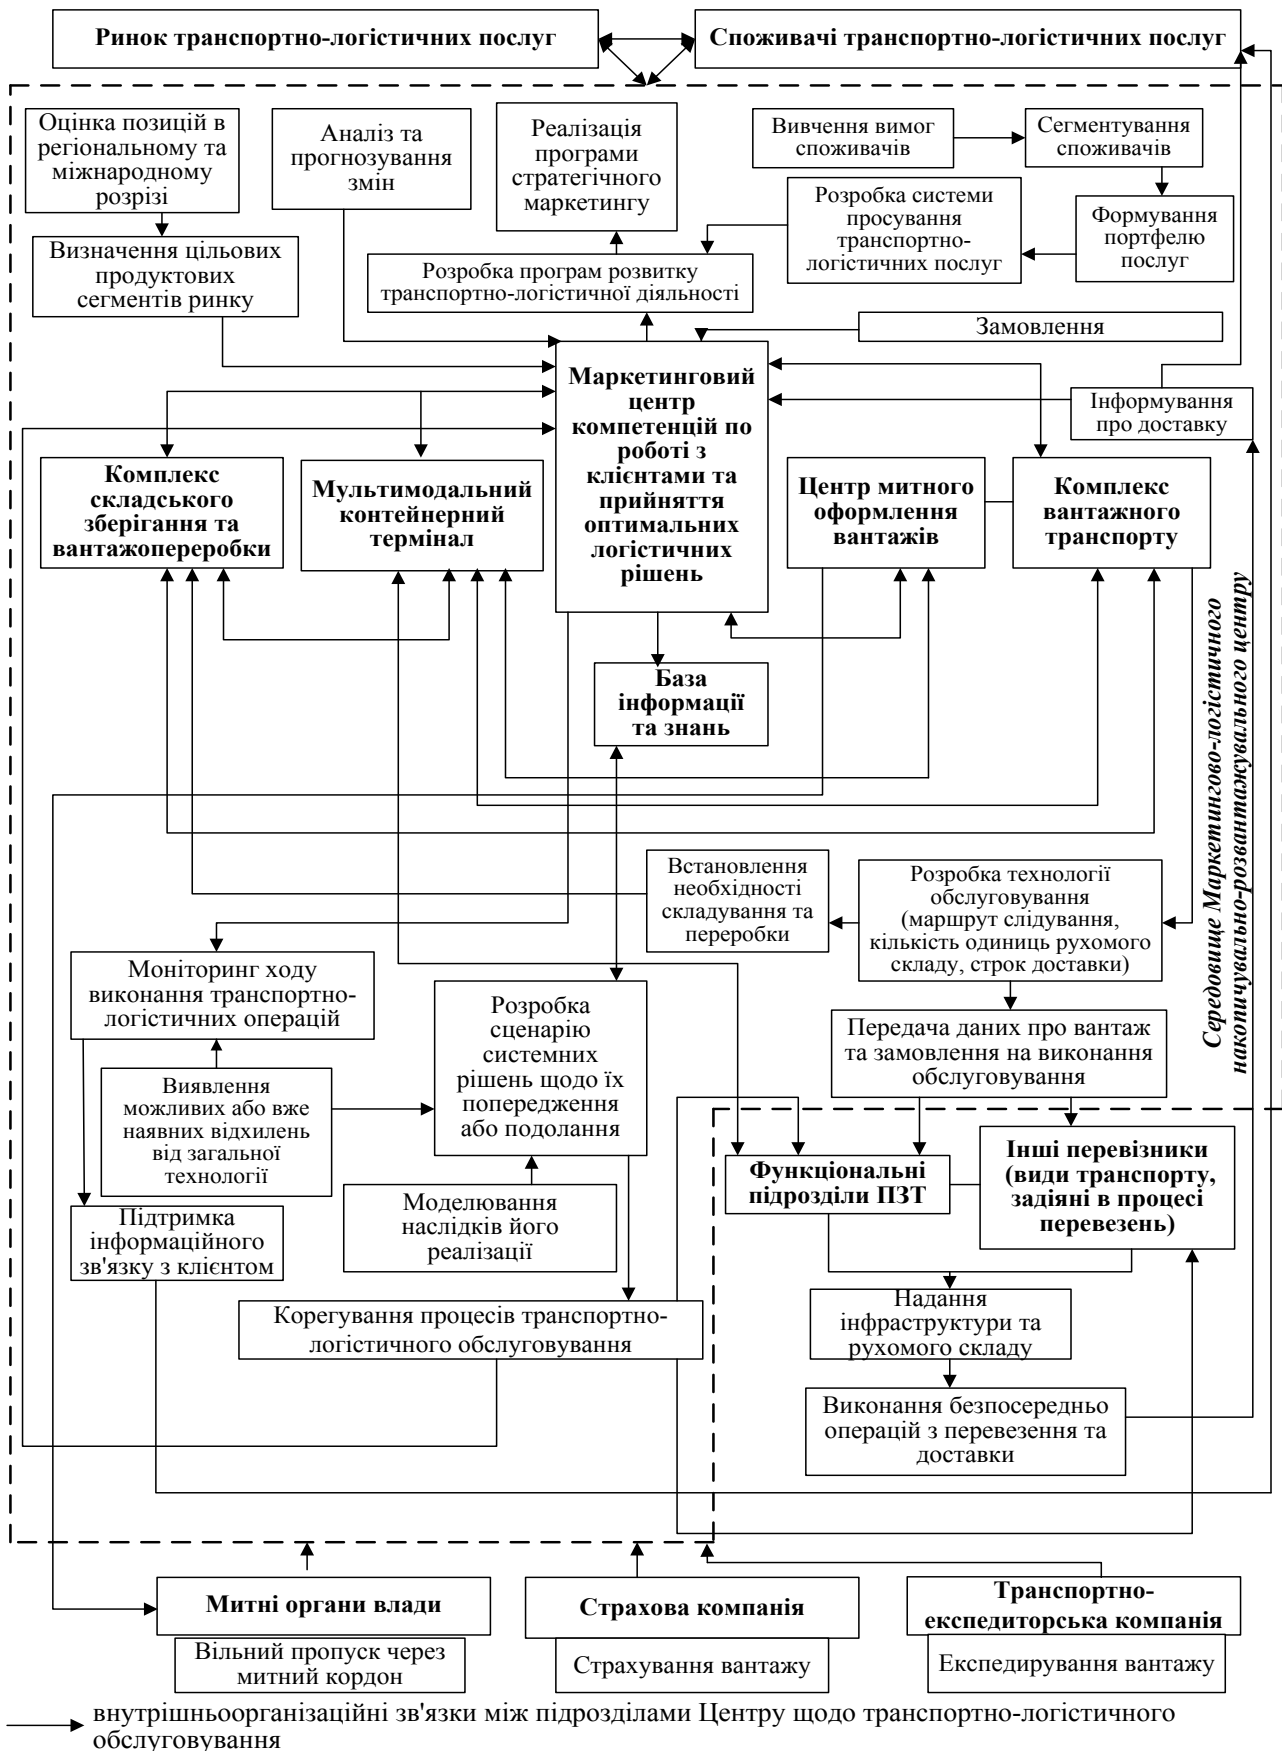 Ринок транспортно-логістичних послуг
Споживачі транспортно-логістичних послуг
Оцінка позицій в
регіональному та
міжнародному
розрізі
Аналіз та
прогнозування
змін
Реалізація
програми
стратегічного
маркетингу
Вивчення вимог
споживачів
Сегментування
споживачів
Розробка системи
просування
транспортно-
логістичних послуг
Формування
портфелю
послуг
Визначення цільових
продуктових
сегментів ринку
Розробка програм розвитку
транспортно-логістичної діяльності
Замовлення
Маркетинговий
центр
компетенцій по
роботі з
клієнтами та
прийняття
оптимальних
логістичних
рішень
Інформування
про доставку
Комплекс
складського
зберігання та
вантажопереробки
Мультимодальний
контейнерний
термінал
Центр митного
оформлення
вантажів
Комплекс
вантажного
транспорту
Середовище Маркетингово-логістичного
накопичувально-розвантажувального центру
База
інформації
та знань
Встановлення
необхідності
складування та
переробки
Розробка технології
обслуговування
(маршрут слідування,
кількість одиниць рухомого
складу, строк доставки)
Моніторинг ходу
виконання транспортно-
логістичних операцій
Розробка
сценарію
системних
рішень щодо їх
попередження
або подолання
Передача даних про вантаж
та замовлення на виконання
обслуговування
Виявлення
можливих або вже
наявних відхилень
від загальної
технології
Функціональні
підрозділи ПЗТ
Інші перевізники
(види транспорту,
задіяні в процесі
перевезень)
Моделювання
наслідків його
реалізації
Підтримка
інформаційного
зв'язку з клієнтом
Корегування процесів транспортно-
логістичного обслуговування
Надання
інфраструктури та
рухомого складу
Виконання безпосередньо
операцій з перевезення та
доставки
Митні органи влади
Вільний пропуск через
митний кордон
Страхова компанія
Страхування вантажу
Транспортно-
експедиторська компанія
Експедирування вантажу
внутрішньоорганізаційні зв'язки між підрозділами Центру щодо транспортно-логістичного
обслуговування